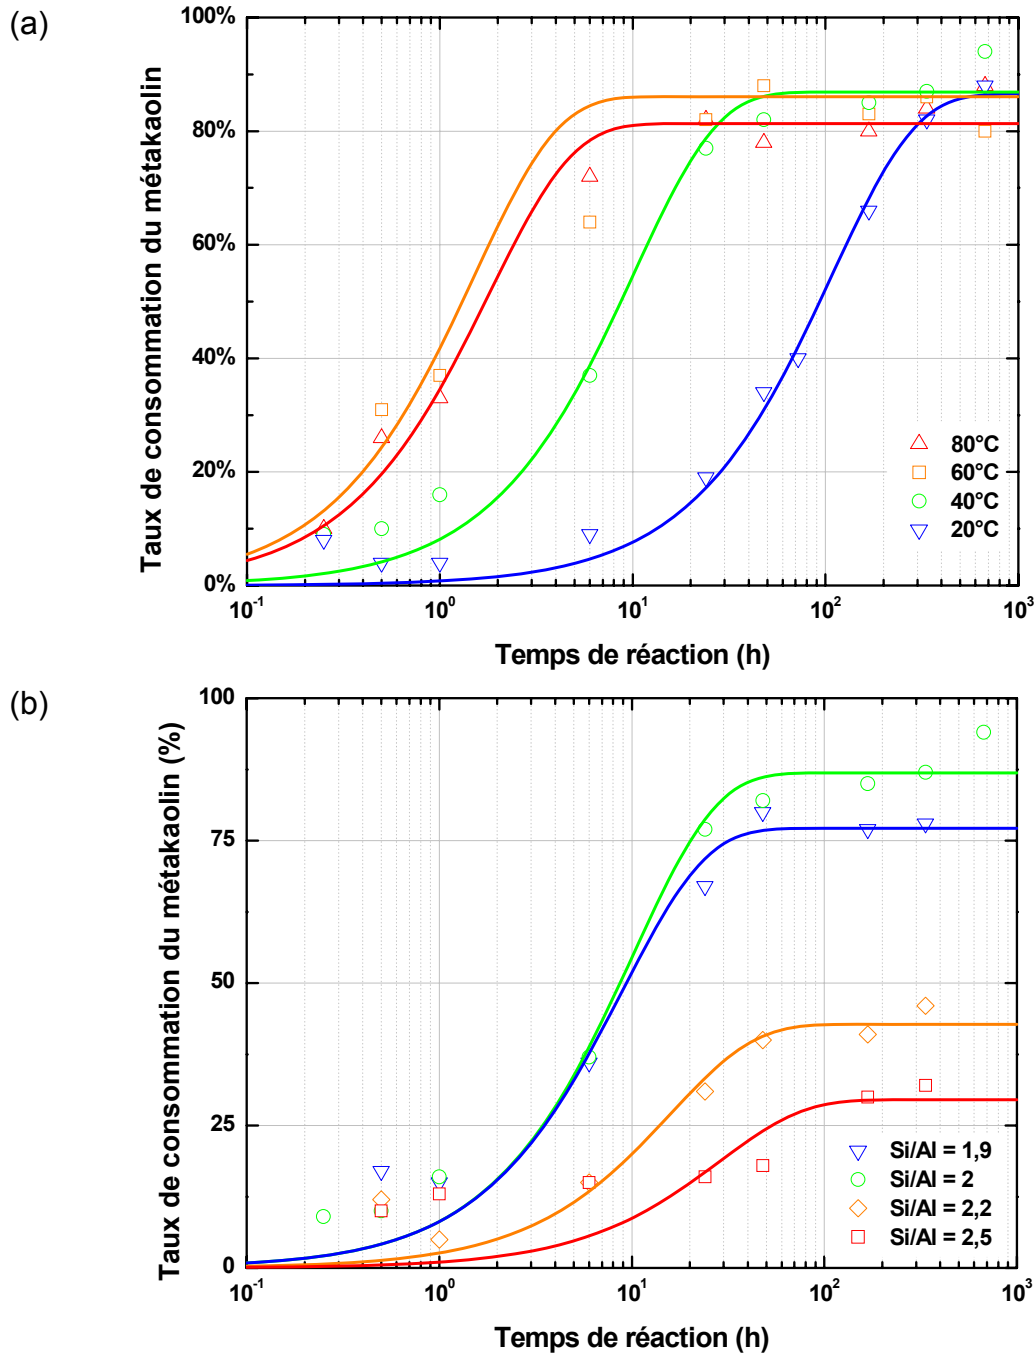 (a)
100%
80%
60%
40%
20%
0%
Taux de consommation du métakaolin
80°C
60°C
40°C
20°C
10⁻¹ 10⁰ 10¹ 10² 10³
Temps de réaction (h)
(b)
100
75
50
25
0
Taux de consommation du métakaolin (%)
Si/Al = 1,9
Si/Al = 2
Si/Al = 2,2
Si/Al = 2,5
10⁻¹ 10⁰ 10¹ 10² 10³
Temps de réaction (h)